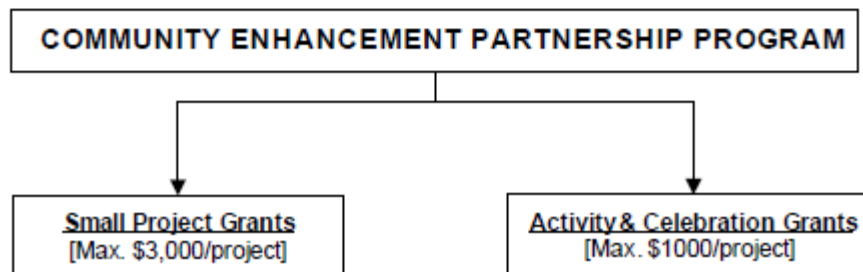 COMMUNITY ENHANCEMENT PARTNERSHIP PROGRAM
Small Project Grants
[Max. $3,000/project]
Activity & Celebration Grants
[Max. $1000/project]